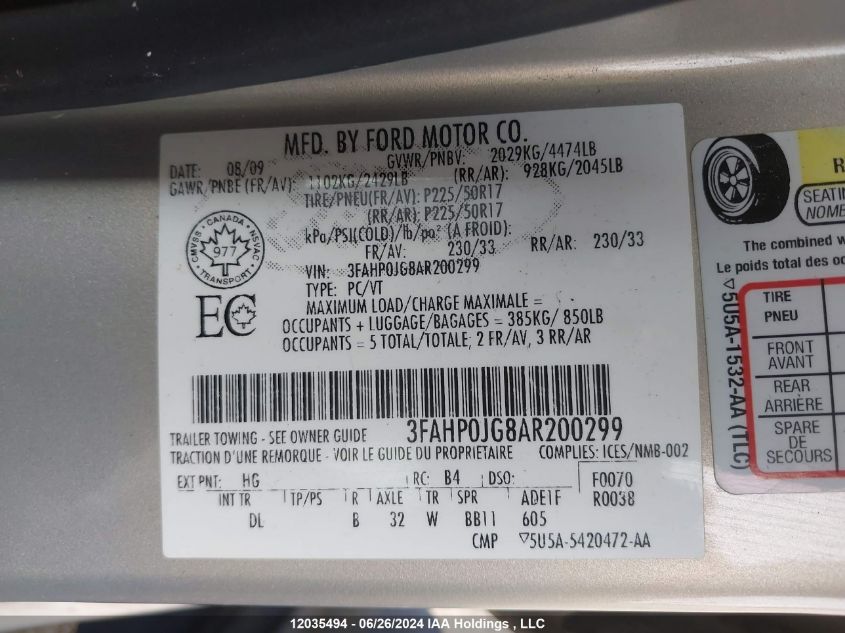 MFD. BY FORD MOTOR CO.
DATE: 08/09 GVWR/PNBV: 2029KG/4474LB
GAWR/PNBE (FR/AV): 1102KG/2429LB (RR/AR): 928KG/2045LB
TIRE/PNEU(FR/AV): P225/50R17
(RR/AR): P225/50R17
kPa/PSI(COLD)/lb/po² (A FROID):
FR/AV: 230/33 RR/AR: 230/33
VIN: 3FAHP0JG8AR200299
TYPE: PC/VT
MAXIMUM LOAD/CHARGE MAXIMALE =
OCCUPANTS + LUGGAGE/BAGAGES = 385KG/ 850LB
OCCUPANTS = 5 TOTAL/TOTALE, 2 FR/AV, 3 RR/AR
CANADA
CMVSS NSVAC
977
TRANSPORT
EC
3FAHP0JG8AR200299
TRAILER TOWING - SEE OWNER GUIDE
TRACTION D'UNE REMORQUE - VOIR LE GUIDE DU PROPRIETAIRE COMPLIES: ICES/NMB-002
EXT PNT: HG RC: B4 DSO: F0070
INT TR TP/PS R AXLE TR SPR ADE1F R0038
DL B 32 W BB11 605
CMP ▽5U5A-5420472-AA
R
SEATIN
NOMB
The combined w
Le poids total des oc
▽5U5A-1532-AA (TLC)
TIRE
PNEU
FRONT
AVANT
REAR
ARRIÈRE
SPARE
DE
SECOURS
12035494 - 06/26/2024 IAA Holdings , LLC